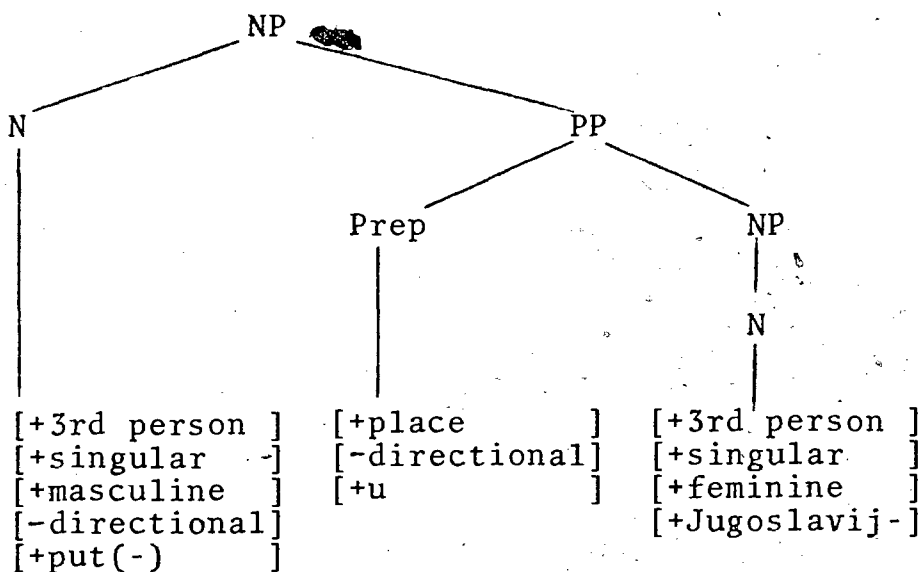 NP
N PP
Prep NP
N
[+3rd person ] [+place ] [+3rd person ]
[+singular -] [-directional] [+singular ]
[+masculine ] [+u ] [+feminine ]
[-directional] [+Jugoslavij-]
[+put(-) ]